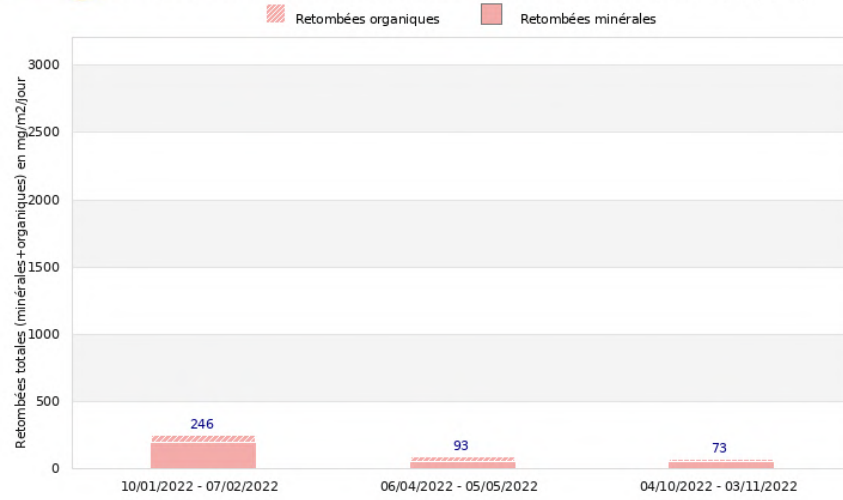 Retombées organiques
Retombées minérales
Retombées totales (minérales+organiques) en mg/m2/jour
3000
2500
2000
1500
1000
500
0
246
93
73
10/01/2022 - 07/02/2022
06/04/2022 - 05/05/2022
04/10/2022 - 03/11/2022